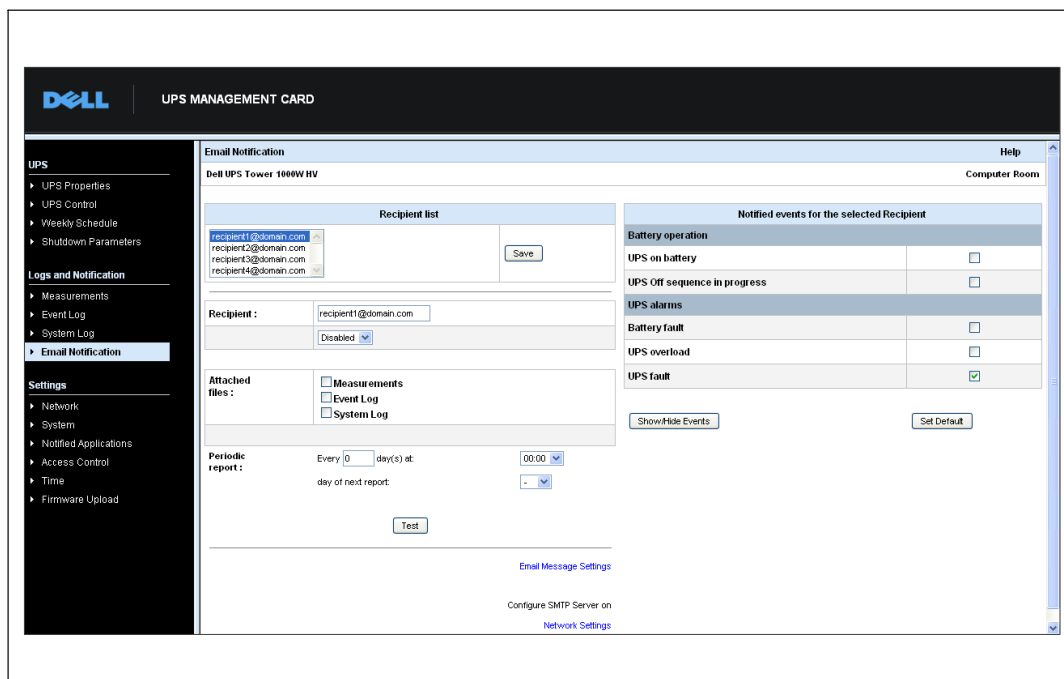 DELL
UPS MANAGEMENT CARD
UPS
UPS Properties
UPS Control
Weekly Schedule
Shutdown Parameters
Logs and Notification
Measurements
Event Log
System Log
Email Notification
Settings
Network
System
Notified Applications
Access Control
Time
Firmware Upload
Email Notification
Help
Dell UPS Tower 1000W HV
Computer Room
Recipient list
recipient1@domain.com
recipient2@domain.com
recipient3@domain.com
recipient4@domain.com
Save
Recipient :
recipient1@domain.com
Disabled
Attached files :
Measurements
Event Log
System Log
Periodic report :
Every 0 day(s) at: 00:00
day of next report: -
Test
Email Message Settings
Configure SMTP Server on
Network Settings
Notified events for the selected Recipient
Battery operation
UPS on battery
UPS Off sequence in progress
UPS alarms
Battery fault
UPS overload
UPS fault
Show/Hide Events
Set Default